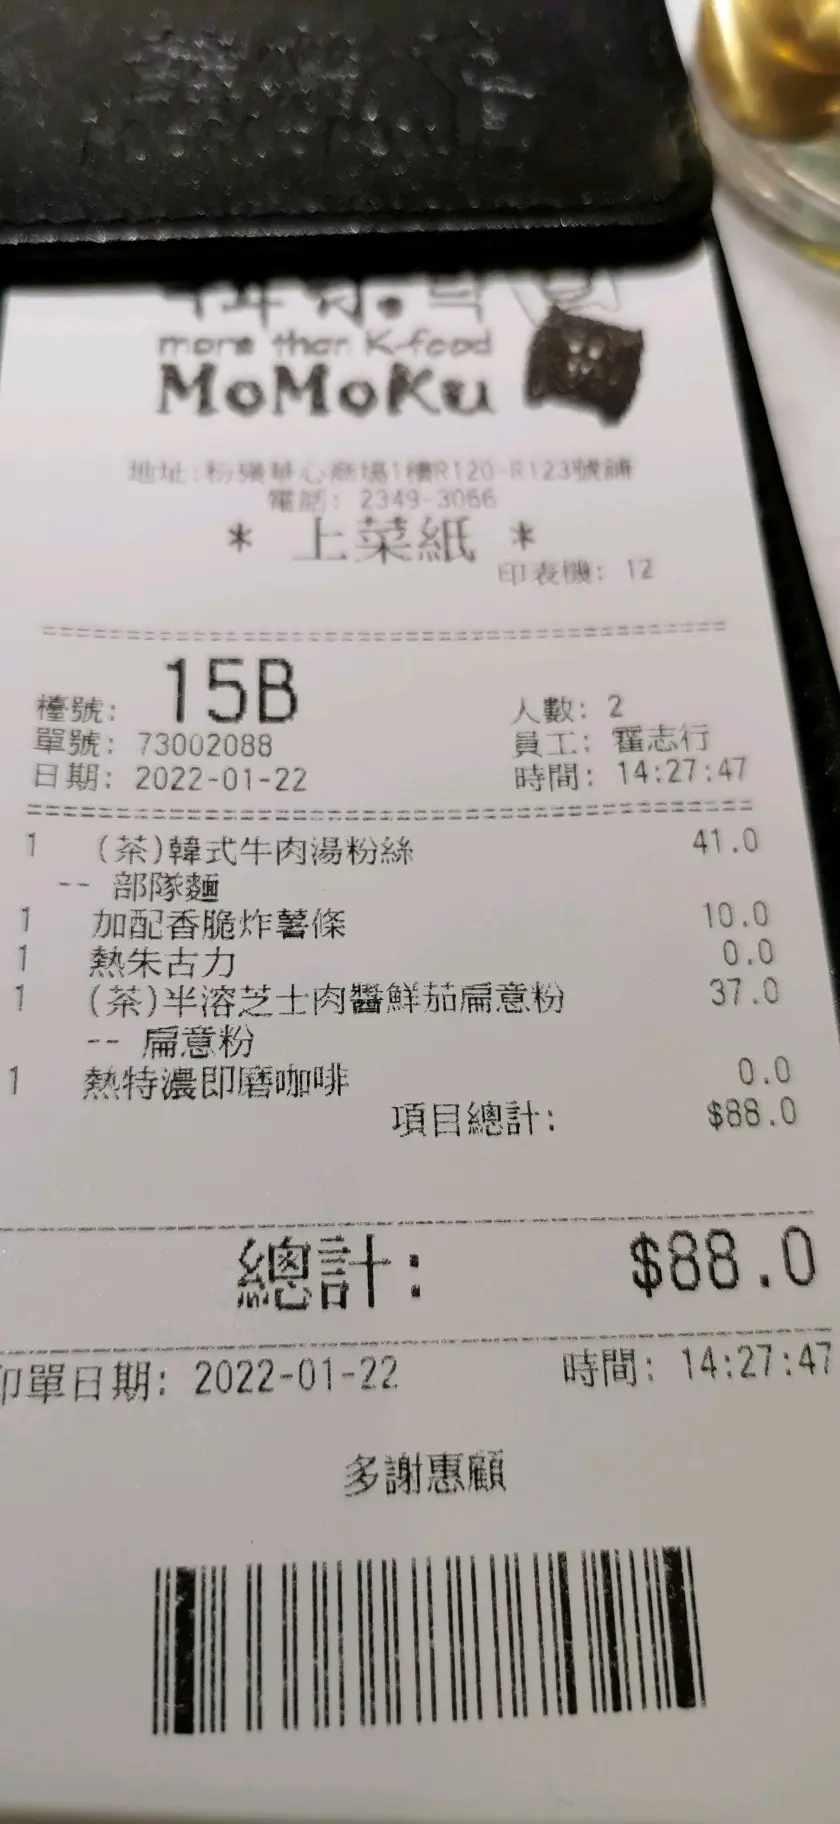 more than K-food
MoMoKu
地址:粉嶺華心商場1樓R120-R123號舖
電話: 2349-3066
* 上菜紙 *
印表機: 12
檯號: 15B 人數: 2
單號: 73002088 員工: 霍志行
日期: 2022-01-22 時間: 14:27:47
1 (茶)韓式牛肉湯粉絲 41.0
-- 部隊麵
1 加配香脆炸薯條 10.0
1 熱朱古力 0.0
1 (茶)半溶芝士肉醬鮮茄扁意粉 37.0
-- 扁意粉
1 熱特濃即磨咖啡 0.0
項目總計: $88.0
總計: $88.0
印單日期: 2022-01-22 時間: 14:27:47
多謝惠顧